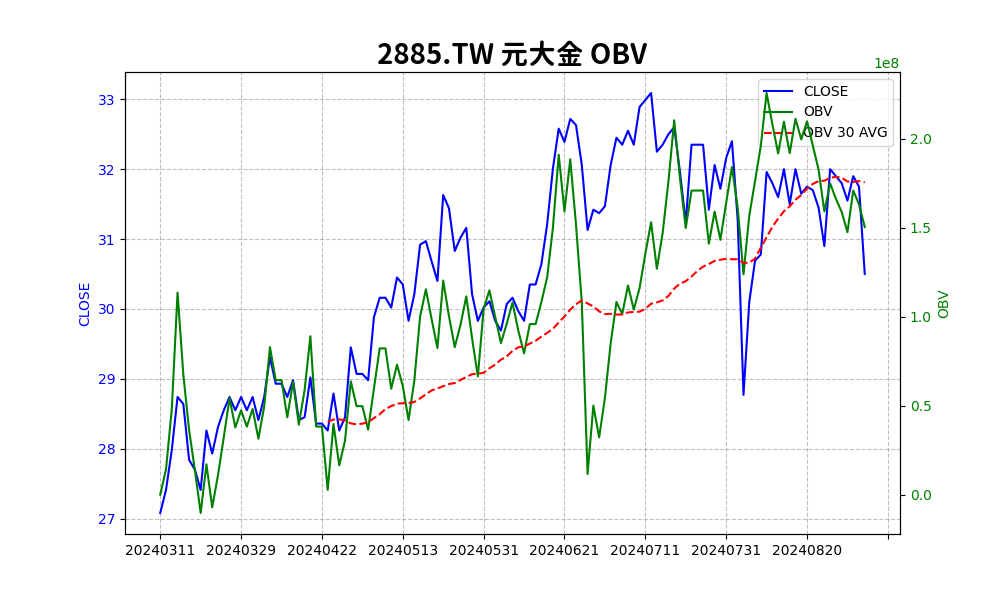 2885.TW 元大金 OBV
1e8
CLOSE
OBV
OBV 30 AVG
33
32
31
30
29
28
27
CLOSE
2.0
1.5
1.0
0.5
0.0
OBV
20240311 20240329 20240422 20240513 20240531 20240621 20240711 20240731 20240820